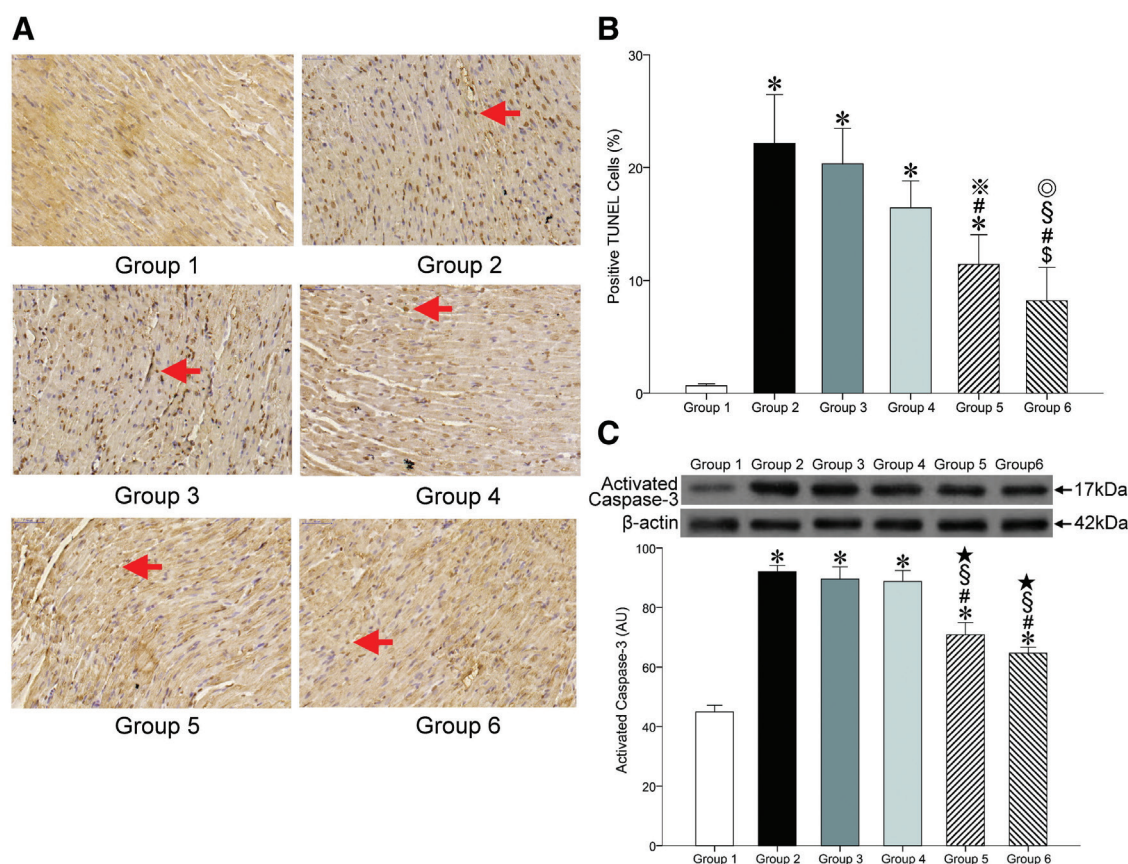 A
Group 1
Group 2
Group 3
Group 4
Group 5
Group 6
B
Positive TUNEL Cells (%)
30
20
10
0
*
*
*
※
#
*
◎
§
#
$
Group 1 Group 2 Group 3 Group 4 Group 5 Group 6
C
Group 1 Group 2 Group 3 Group 4 Group 5 Group6
Activated
Caspase-3
17kDa
β-actin
42kDa
Activated Caspase-3 (AU)
100
80
60
40
20
0
*
*
*
★
§
#
*
★
§
#
*
Group 1 Group 2 Group 3 Group 4 Group 5 Group 6